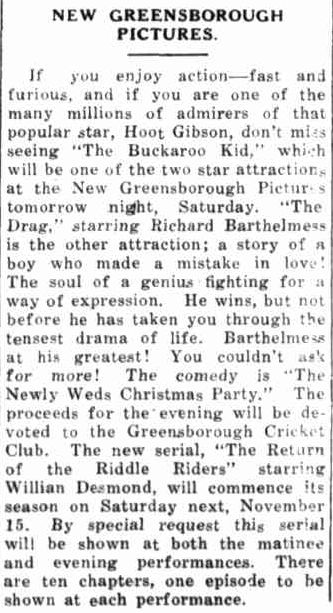 NEW GREENSBOROUGH
PICTURES.
If you enjoy action—fast and
furious, and if you are one of the
many millions of admirers of that
popular star, Hoot Gibson, don't miss
seeing "The Buckaroo Kid," which
will be one of the two star attractions
at the New Greensborough Pictures
tomorrow night, Saturday. "The
Drag," starring Richard Barthelmess
is the other attraction; a story of a
boy who made a mistake in love!
The soul of a genius fighting for a
way of expression. He wins, but not
before he has taken you through the
tensest drama of life. Barthelmess
at his greatest! You couldn't ask
for more! The comedy is "The
Newly Weds Christmas Party." The
proceeds for the evening will be de-
voted to the Greensborough Cricket
Club. The new serial, "The Return
of the Riddle Riders" starring
Willian Desmond, will commence its
season on Saturday next, November
15. By special request this serial
will be shown at both the matinee
and evening performances. There
are ten chapters, one episode to be
shown at each performance.